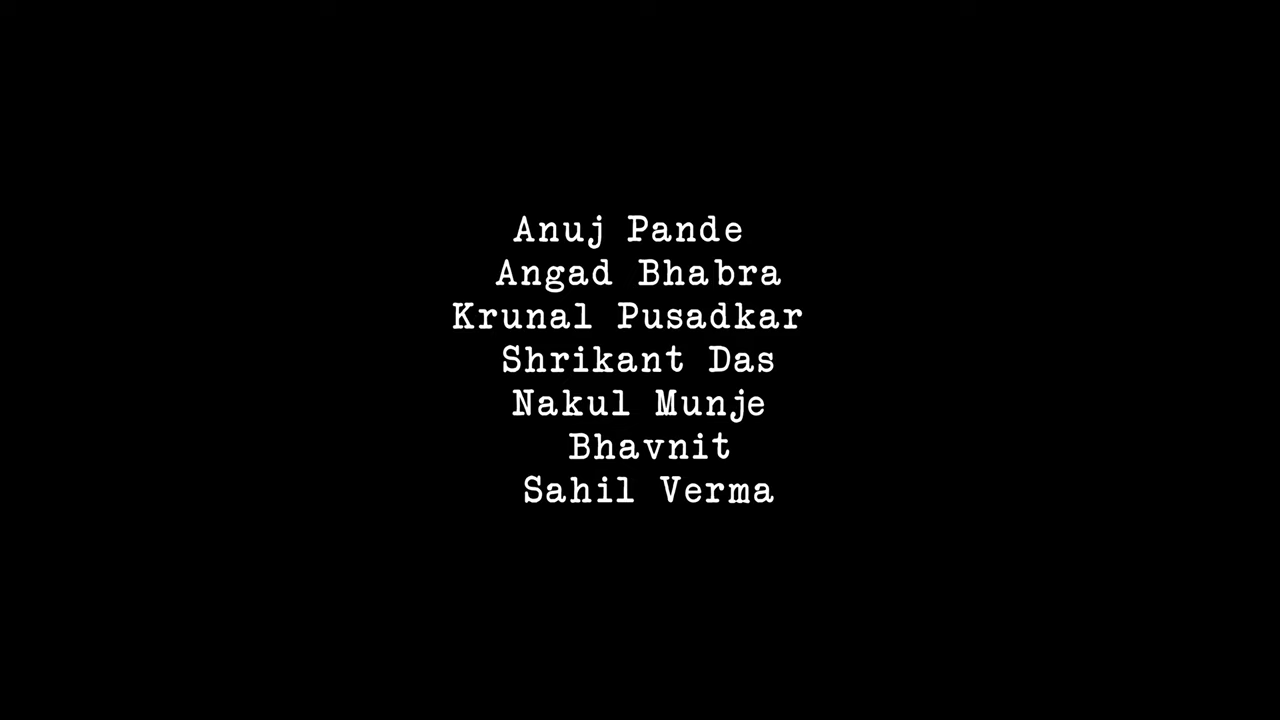 Anuj Pande
Angad Bhabra
Krunal Pusadkar
Shrikant Das
Nakul Munje
Bhavnit
Sahil Verma